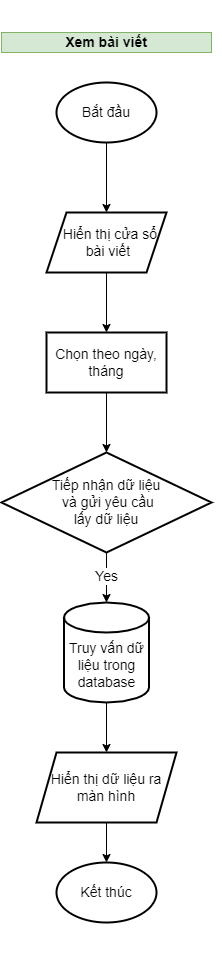 Xem bài viết
Bắt đầu
Hiển thị cửa sổ
bài viết
Chọn theo ngày,
tháng
Tiếp nhận dữ liệu
và gửi yêu cầu
lấy dữ liệu
Yes
Truy vấn dữ
liệu trong
database
Hiển thị dữ liệu ra
màn hình
Kết thúc